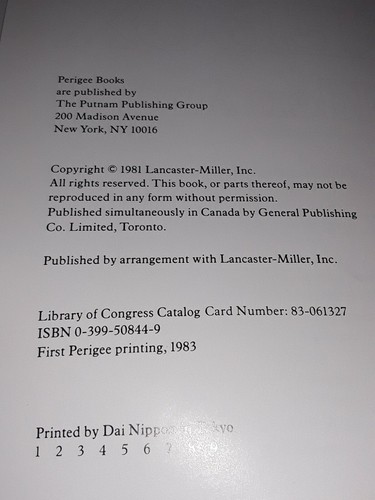 Perigee Books
are published by
The Putnam Publishing Group
200 Madison Avenue
New York, NY 10016
Copyright © 1981 Lancaster-Miller, Inc.
All rights reserved. This book, or parts thereof, may not be
reproduced in any form without permission.
Published simultaneously in Canada by General Publishing
Co. Limited, Toronto.
Published by arrangement with Lancaster-Miller, Inc.
Library of Congress Catalog Card Number: 83-061327
ISBN 0-399-50844-9
First Perigee printing, 1983
Printed by Dai Nippon Tokyo
1 2 3 4 5 6 7